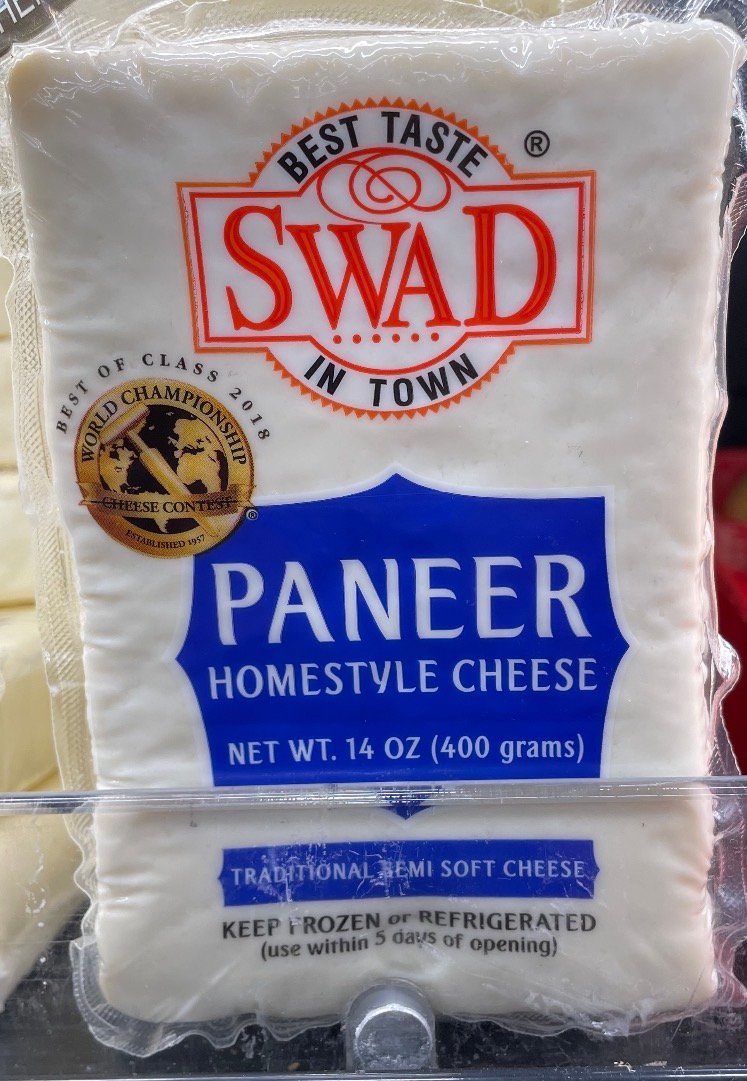 BEST TASTE
®
SWAD
IN TOWN
BEST OF CLASS 2018
WORLD CHAMPIONSHIP
CHEESE CONTEST
®
ESTABLISHED 1957
PANEER
HOMESTYLE CHEESE
NET WT. 14 OZ (400 grams)
TRADITIONAL SEMI SOFT CHEESE
KEEP FROZEN or REFRIGERATED
(use within 5 days of opening)